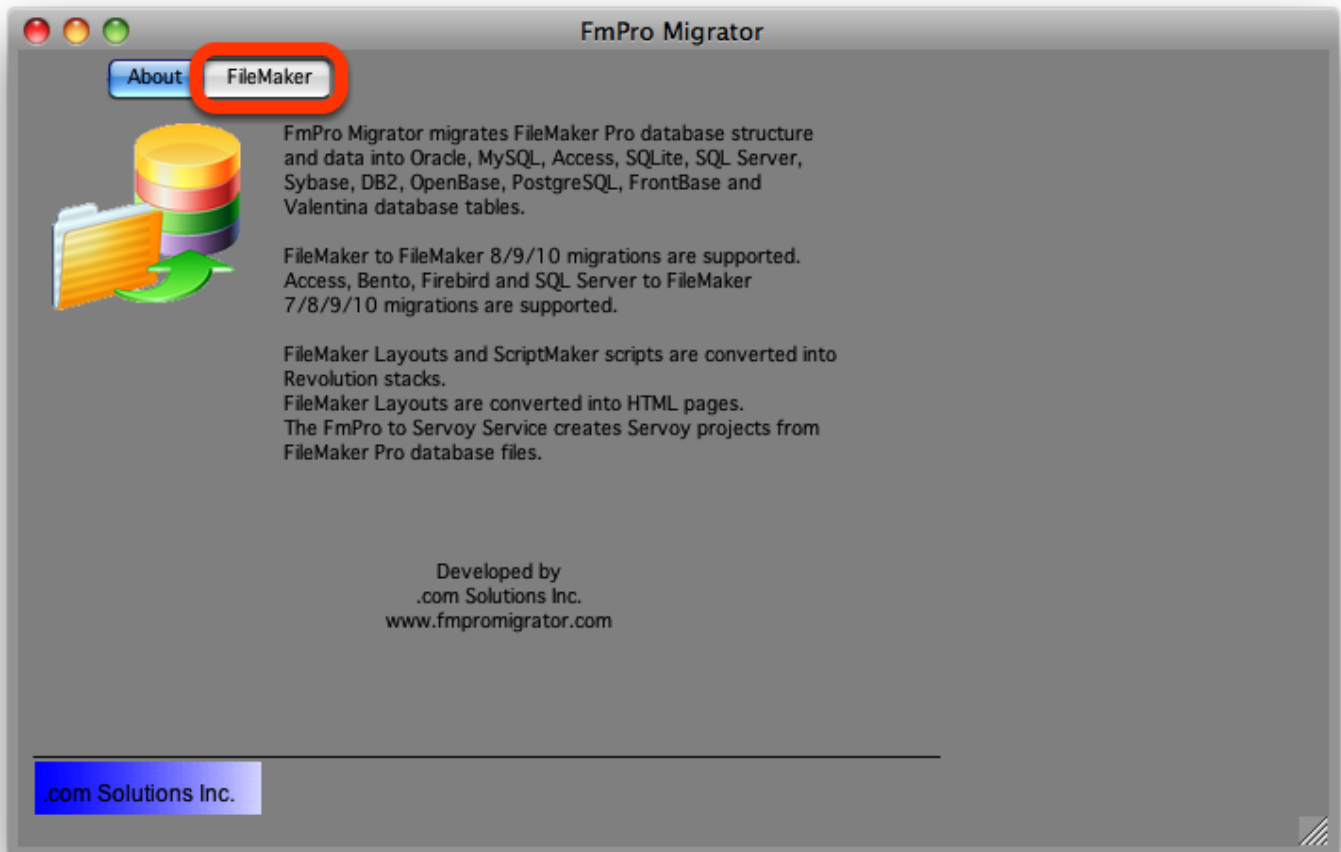 FmPro Migrator
About
FileMaker
FmPro Migrator migrates FileMaker Pro database structure
and data into Oracle, MySQL, Access, SQLite, SQL Server,
Sybase, DB2, OpenBase, PostgreSQL, FrontBase and
Valentina database tables.
FileMaker to FileMaker 8/9/10 migrations are supported.
Access, Bento, Firebird and SQL Server to FileMaker
7/8/9/10 migrations are supported.
FileMaker Layouts and ScriptMaker scripts are converted into
Revolution stacks.
FileMaker Layouts are converted into HTML pages.
The FmPro to Servoy Service creates Servoy projects from
FileMaker Pro database files.
Developed by
.com Solutions Inc.
www.fmpromigrator.com
.com Solutions Inc.